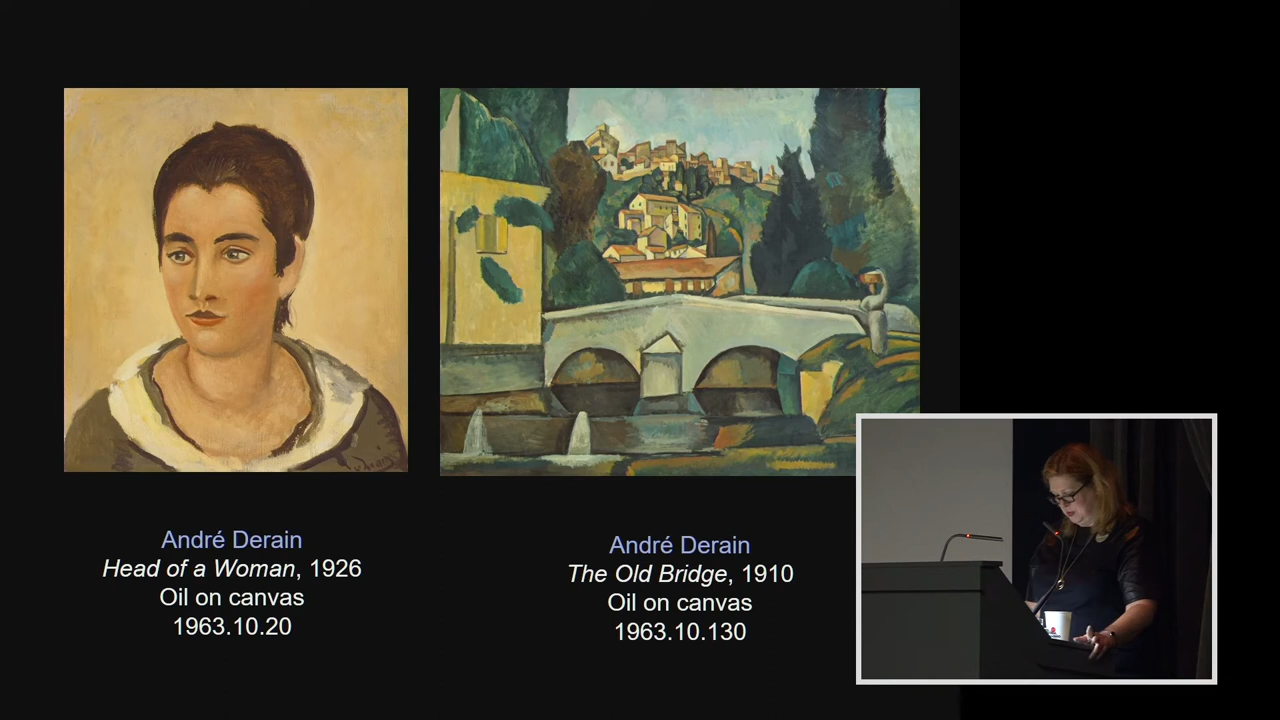 André Derain
Head of a Woman, 1926
Oil on canvas
1963.10.20
André Derain
The Old Bridge, 1910
Oil on canvas
1963.10.130